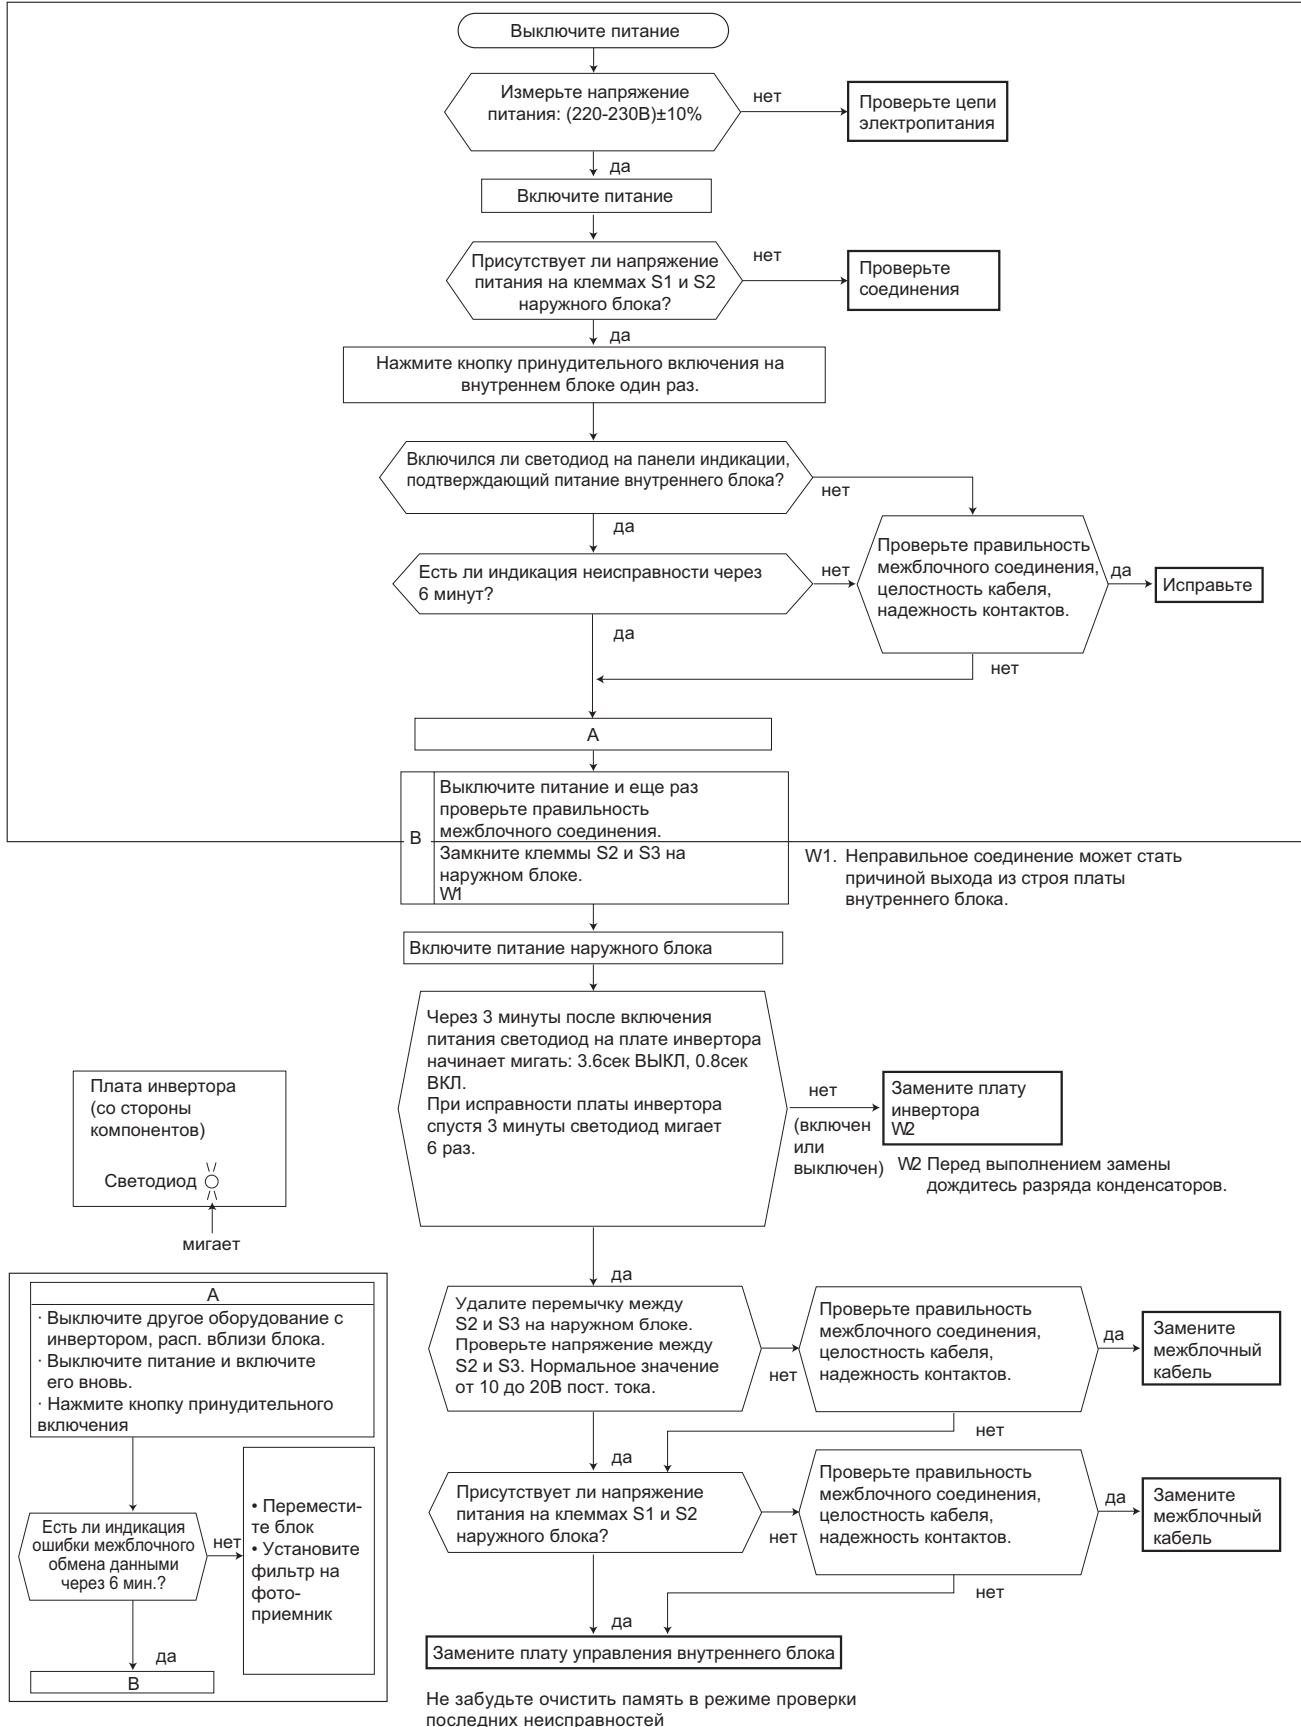 Выключите питание
Измерьте напряжение
питания: (220-230В)±10%
нет
Проверьте цепи
электропитания
да
Включите питание
Присутствует ли напряжение
питания на клеммах S1 и S2
наружного блока?
нет
Проверьте
соединения
да
Нажмите кнопку принудительного включения на
внутреннем блоке один раз.
Включился ли светодиод на панели индикации,
подтверждающий питание внутреннего блока?
нет
да
Проверьте правильность
межблочного соединения,
целостность кабеля,
надежность контактов.
да
Исправьте
Есть ли индикация неисправности через
6 минут?
нет
да
нет
A
B
Выключите питание и еще раз
проверьте правильность
межблочного соединения.
Замкните клеммы S2 и S3 на
наружном блоке.
W1
W1. Неправильное соединение может стать
причиной выхода из строя платы
внутреннего блока.
Включите питание наружного блока
Через 3 минуты после включения
питания светодиод на плате инвертора
начинает мигать: 3.6сек ВЫКЛ, 0.8сек
ВКЛ.
При исправности платы инвертора
спустя 3 минуты светодиод мигает
6 раз.
нет
(включен
или
выключен)
Замените плату
инвертора
W2
W2 Перед выполнением замены
дождитесь разряда конденсаторов.
Плата инвертора
(со стороны
компонентов)
Светодиод
мигает
да
Удалите перемычку между
S2 и S3 на наружном блоке.
Проверьте напряжение между
S2 и S3. Нормальное значение
от 10 до 20В пост. тока.
нет
Проверьте правильность
межблочного соединения,
целостность кабеля,
надежность контактов.
да
Замените
межблочный
кабель
нет
да
Присутствует ли напряжение
питания на клеммах S1 и S2
наружного блока?
нет
Проверьте правильность
межблочного соединения,
целостность кабеля,
надежность контактов.
да
Замените
межблочный
кабель
нет
да
Замените плату управления внутреннего блока
Не забудьте очистить память в режиме проверки
последних неисправностей
A
· Выключите другое оборудование с
инвертором, расп. вблизи блока.
· Выключите питание и включите
его вновь.
· Нажмите кнопку принудительного
включения
Есть ли индикация
ошибки межблочного
обмена данными
через 6 мин.?
нет
• Перемести-
те блок
• Установите
фильтр на
фото-
приемник
да
B